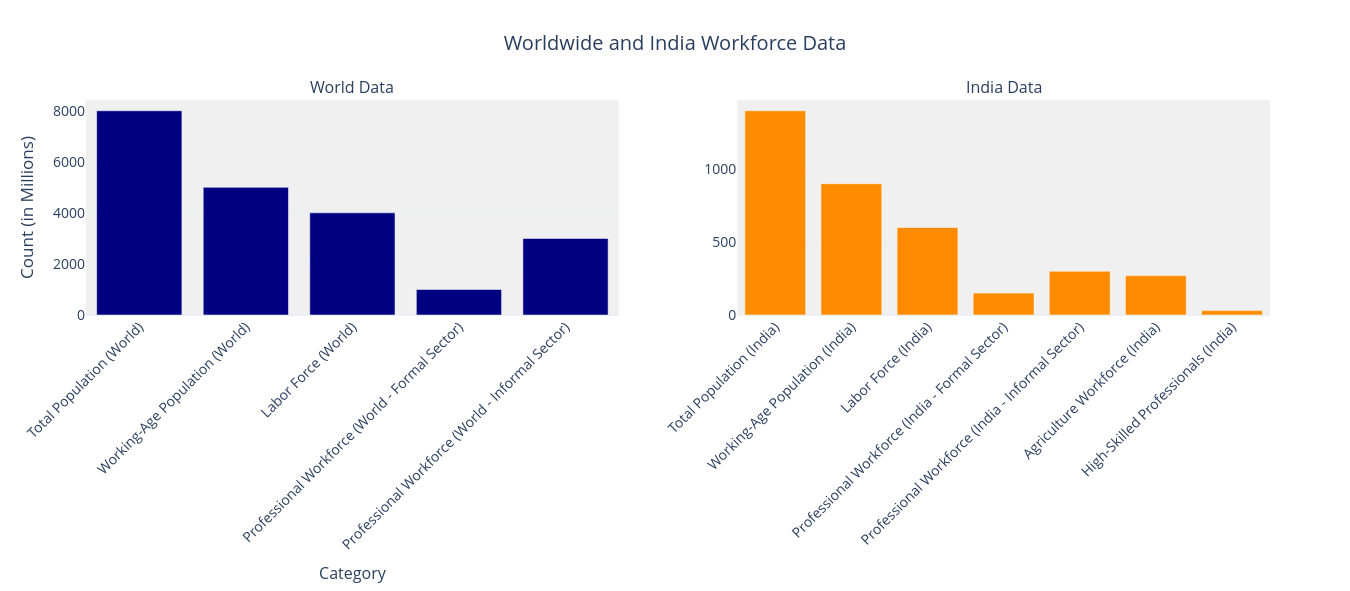 Worldwide and India Workforce Data
World Data
Count (in Millions)
8000
6000
4000
2000
0
Total Population (World)
Working-Age Population (World)
Labor Force (World)
Professional Workforce (World - Formal Sector)
Professional Workforce (World - Informal Sector)
Category
India Data
1000
500
0
Total Population (India)
Working-Age Population (India)
Labor Force (India)
Professional Workforce (India - Formal Sector)
Professional Workforce (India - Informal Sector)
Agriculture Workforce (India)
High-Skilled Professionals (India)